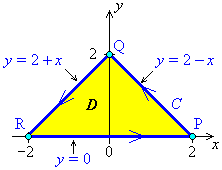 y
Q
y = 2 + x
2
y = 2 − x
D
C
R
P
−2
0
2
x
y = 0